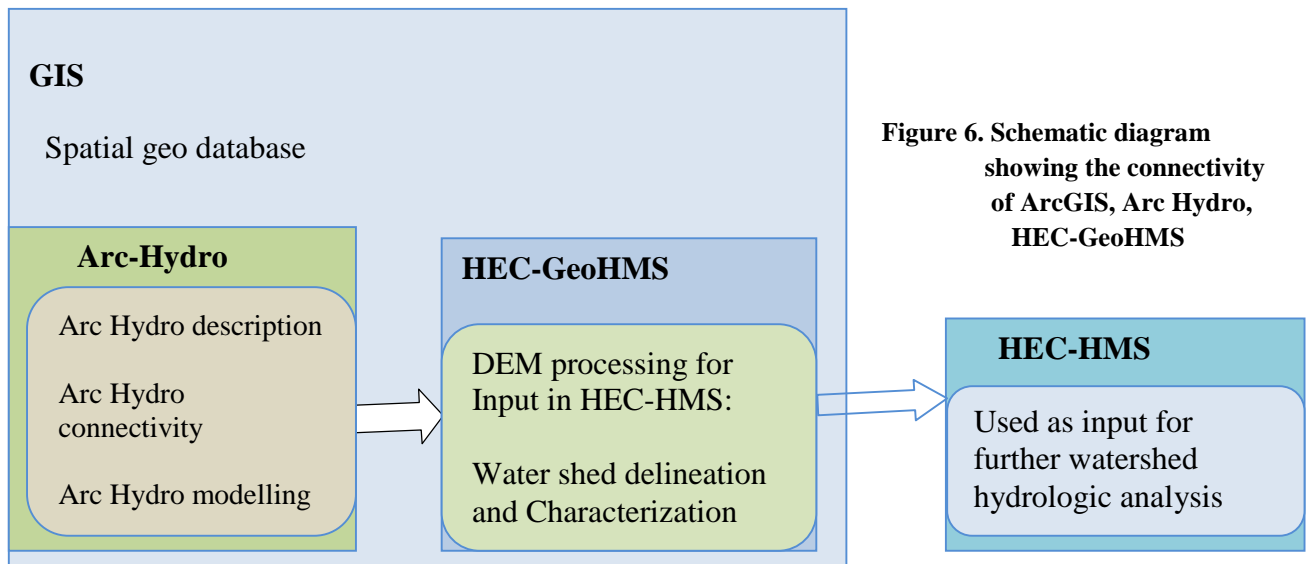 GIS
Spatial geo database
Figure 6. Schematic diagram
showing the connectivity
of ArcGIS, Arc Hydro,
HEC-GeoHMS
Arc-Hydro
Arc Hydro description
Arc Hydro
connectivity
Arc Hydro modelling
HEC-GeoHMS
DEM processing for
Input in HEC-HMS:
Water shed delineation
and Characterization
HEC-HMS
Used as input for
further watershed
hydrologic analysis